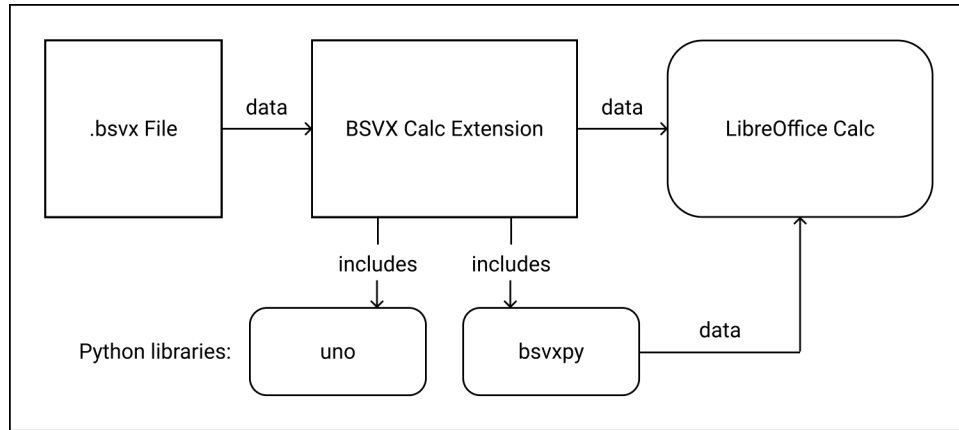 data
data
.bsvx File
BSVX Calc Extension
LibreOffice Calc
includes
includes
Python libraries:
uno
bsvxpy
data